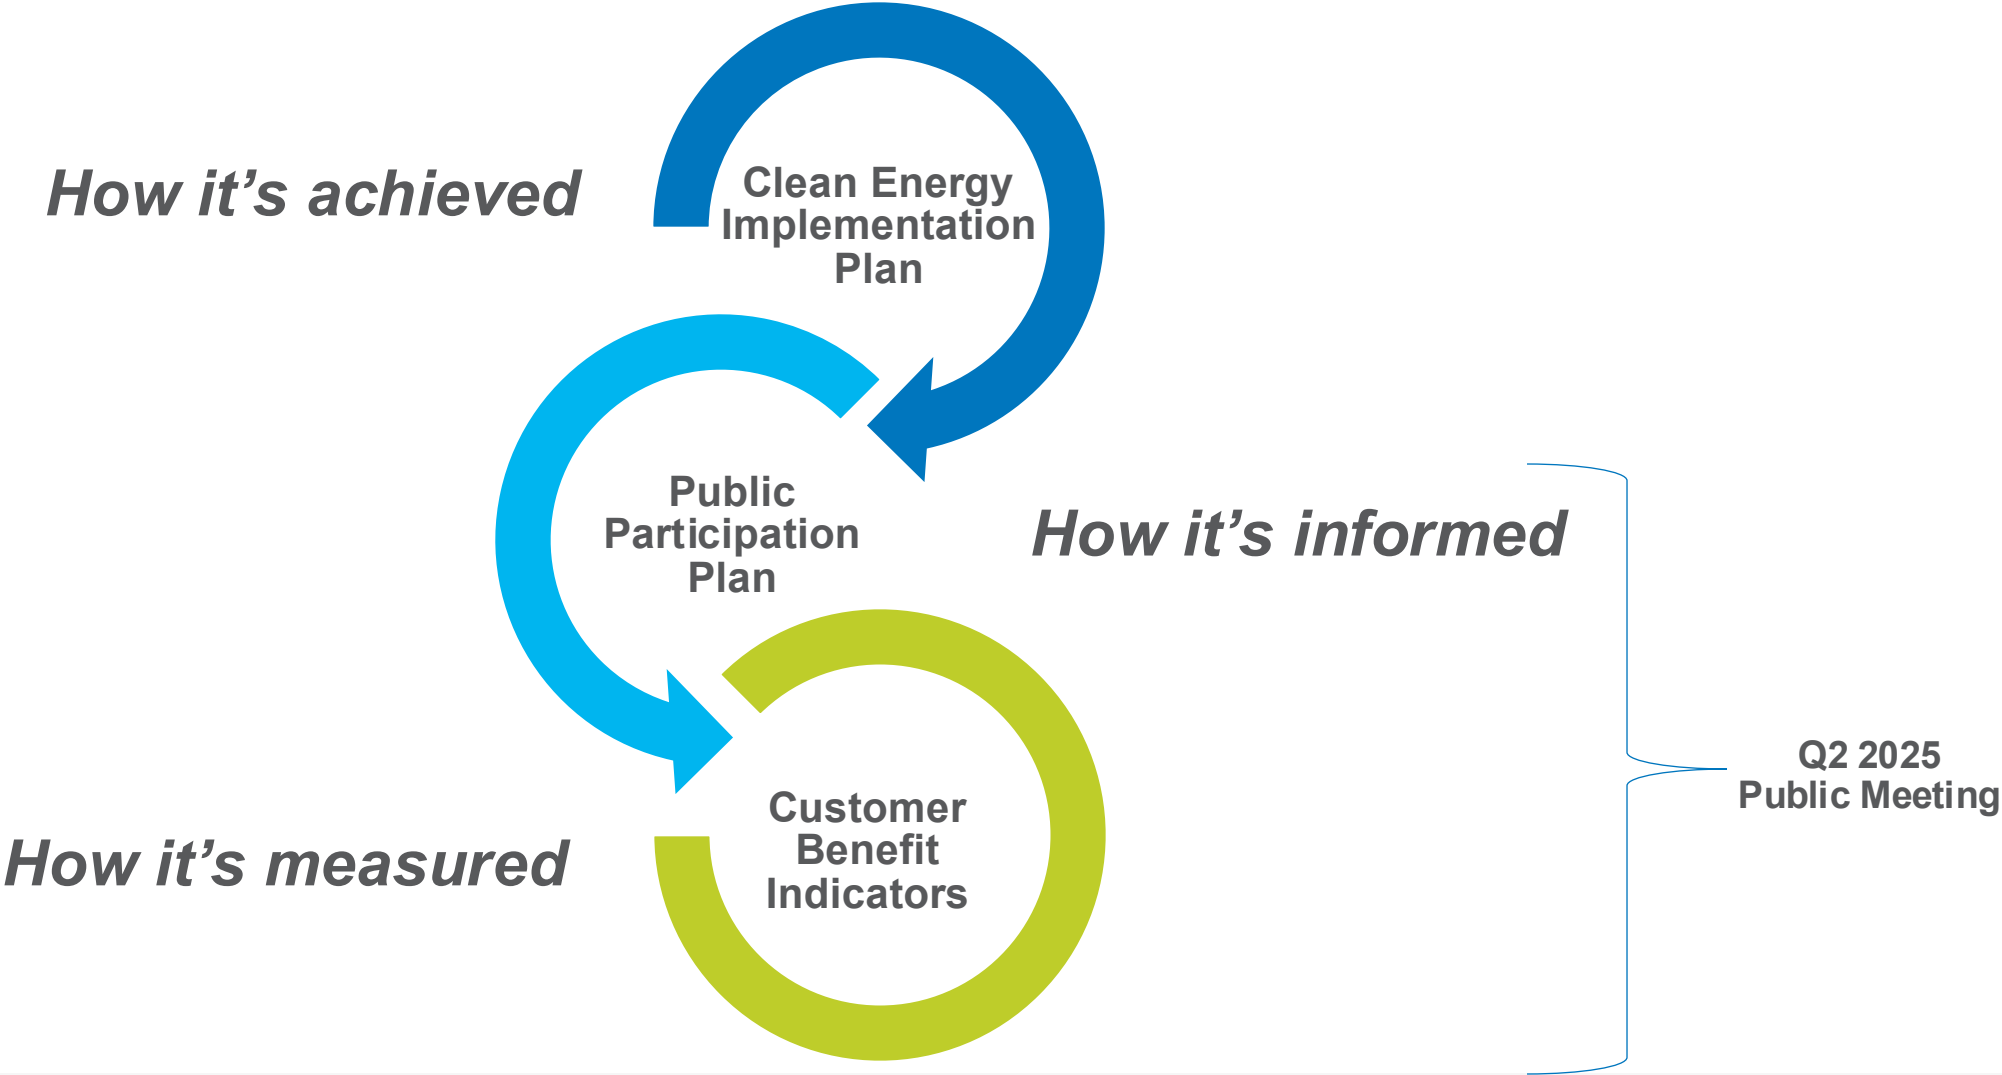 How it’s achieved
Clean Energy
Implementation
Plan
Public
Participation
Plan
How it’s informed
How it’s measured
Customer
Benefit
Indicators
Q2 2025
Public Meeting